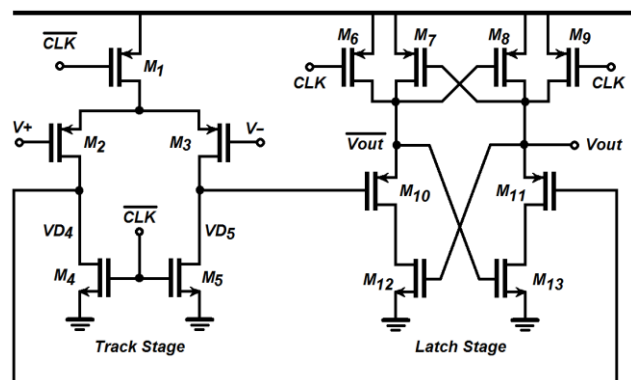 CLK
M1
V+
M2
M3
V−
VD4
CLK
VD5
M4
M5
Track Stage
M6
M7
M8
M9
CLK
CLK
Vout
Vout
M10
M11
M12
M13
Latch Stage